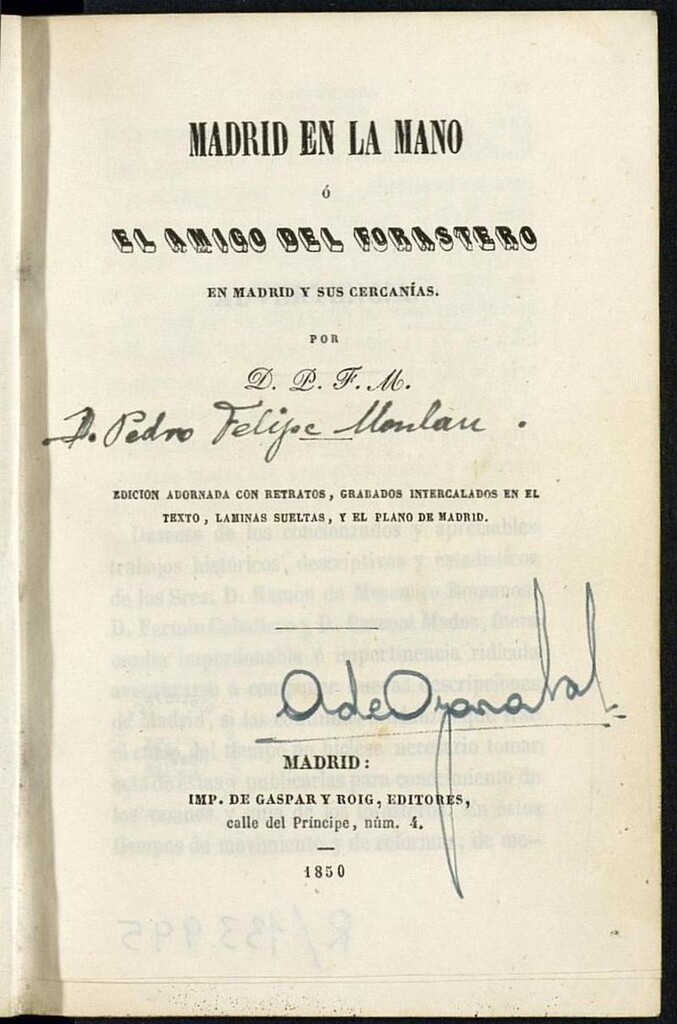 MADRID EN LA MANO
ó
EL AMIGO DEL FORASTERO
EN MADRID Y SUS CERCANÍAS.
POR
D. P. F. M.
D. Pedro Felipe Monlau.
EDICION ADORNADA CON RETRATOS, GRABADOS INTERCALADOS EN EL
TEXTO, LAMINAS SUELTAS, Y EL PLANO DE MADRID.
MADRID:
IMP. DE GASPAR Y ROIG, EDITORES,
calle del Príncipe, núm. 4.
1850
R/133995